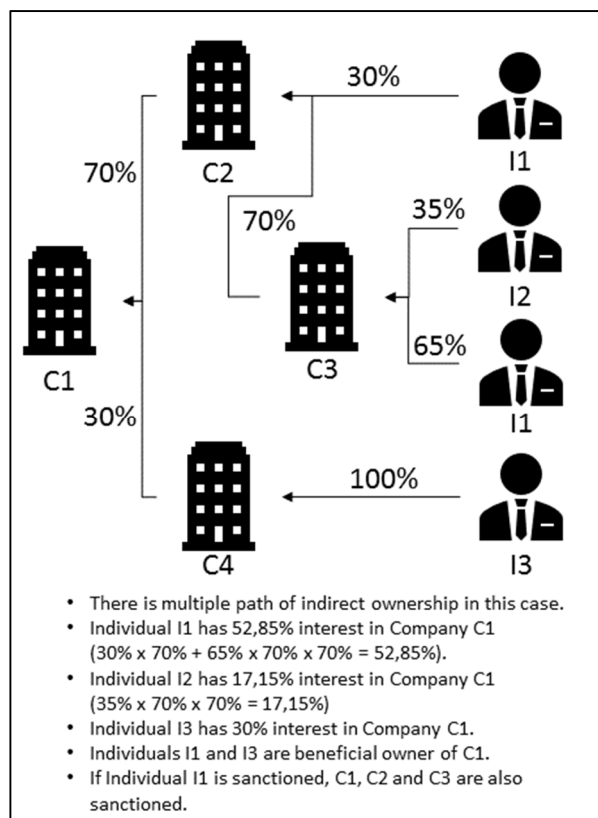 30%
I1
C2
70%
35%
70%
I2
C3
C1
65%
I1
30%
100%
C4
I3
• There is multiple path of indirect ownership in this case.
• Individual I1 has 52,85% interest in Company C1
(30% x 70% + 65% x 70% x 70% = 52,85%).
• Individual I2 has 17,15% interest in Company C1
(35% x 70% x 70% = 17,15%)
• Individual I3 has 30% interest in Company C1.
• Individuals I1 and I3 are beneficial owner of C1.
• If Individual I1 is sanctioned, C1, C2 and C3 are also
sanctioned.